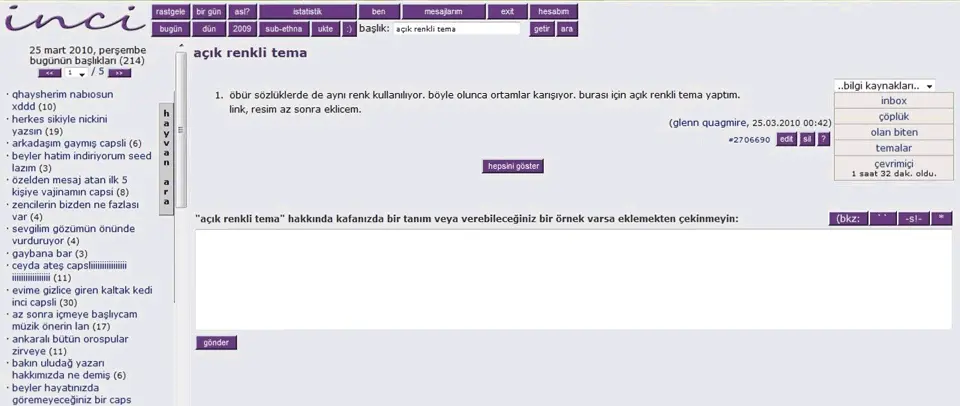 inci
rastgele bir gün asl? istatistik ben mesajlarım exit hesabım
bugün dün 2009 sub-ethna ukte :) başlık: açık renkli tema getir ara
25 mart 2010, perşembe
bugünün başlıkları (214)
<< 1 / 5 >>
· qhaysherim nabıosun
xddd (10)
· herkes sikiyle nickini
yazsın (19)
· arkadaşım gaymış capsli (6)
· beyler hatim indiriyorum seed
lazım (3)
· özelden mesaj atan ilk 5
kişiye vajinamın capsi (8)
· zencilerin bizden ne fazlası
var (4)
· sevgilim gözümün önünde
vurduruyor (4)
· gaybana bar (3)
· ceyda ateş capsliiiiiiiiiiiiiiiii
iiiiiiiiiiiiiiiii (11)
· evime gizlice giren kaltak kedi
inci capsli (30)
· az sonra içmeye başlıycam
müzik önerin lan (17)
· ankaralı bütün orospular
zirveye (11)
· bakın uludağ yazarı
hakkımızda ne demiş (6)
· beyler hayatınızda
göremeyeceğiniz bir caps
hayvan ara
açık renkli tema
1. öbür sözlüklerde de aynı renk kullanılıyor. böyle olunca ortamlar karışıyor. burası için açık renkli tema yaptım.
link, resim az sonra eklicem.
(glenn quagmire, 25.03.2010 00:42)
#2706690 edit sil ?
hepsini göster
..bilgi kaynakları..
inbox
çöplük
olan biten
temalar
çevrimiçi
1 saat 32 dak. oldu.
"açık renkli tema" hakkında kafanızda bir tanım veya verebileceğiniz bir örnek varsa eklemekten çekinmeyin:
(bkz: ' ' -s!- *
gönder